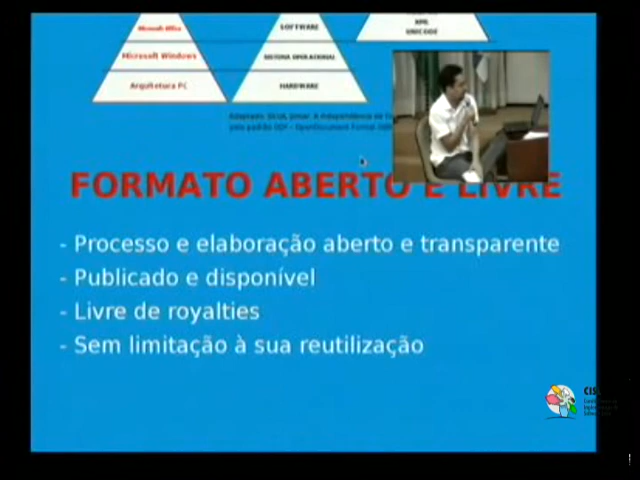 Microsoft Office
SOFTWARE
XML
UNICODE
Microsoft Windows
SISTEMA OPERACIONAL
Arquitetura PC
HARDWARE
FORMATO ABERTO E LIVRE
- Processo e elaboração aberto e transparente
- Publicado e disponível
- Livre de royalties
- Sem limitação à sua reutilização